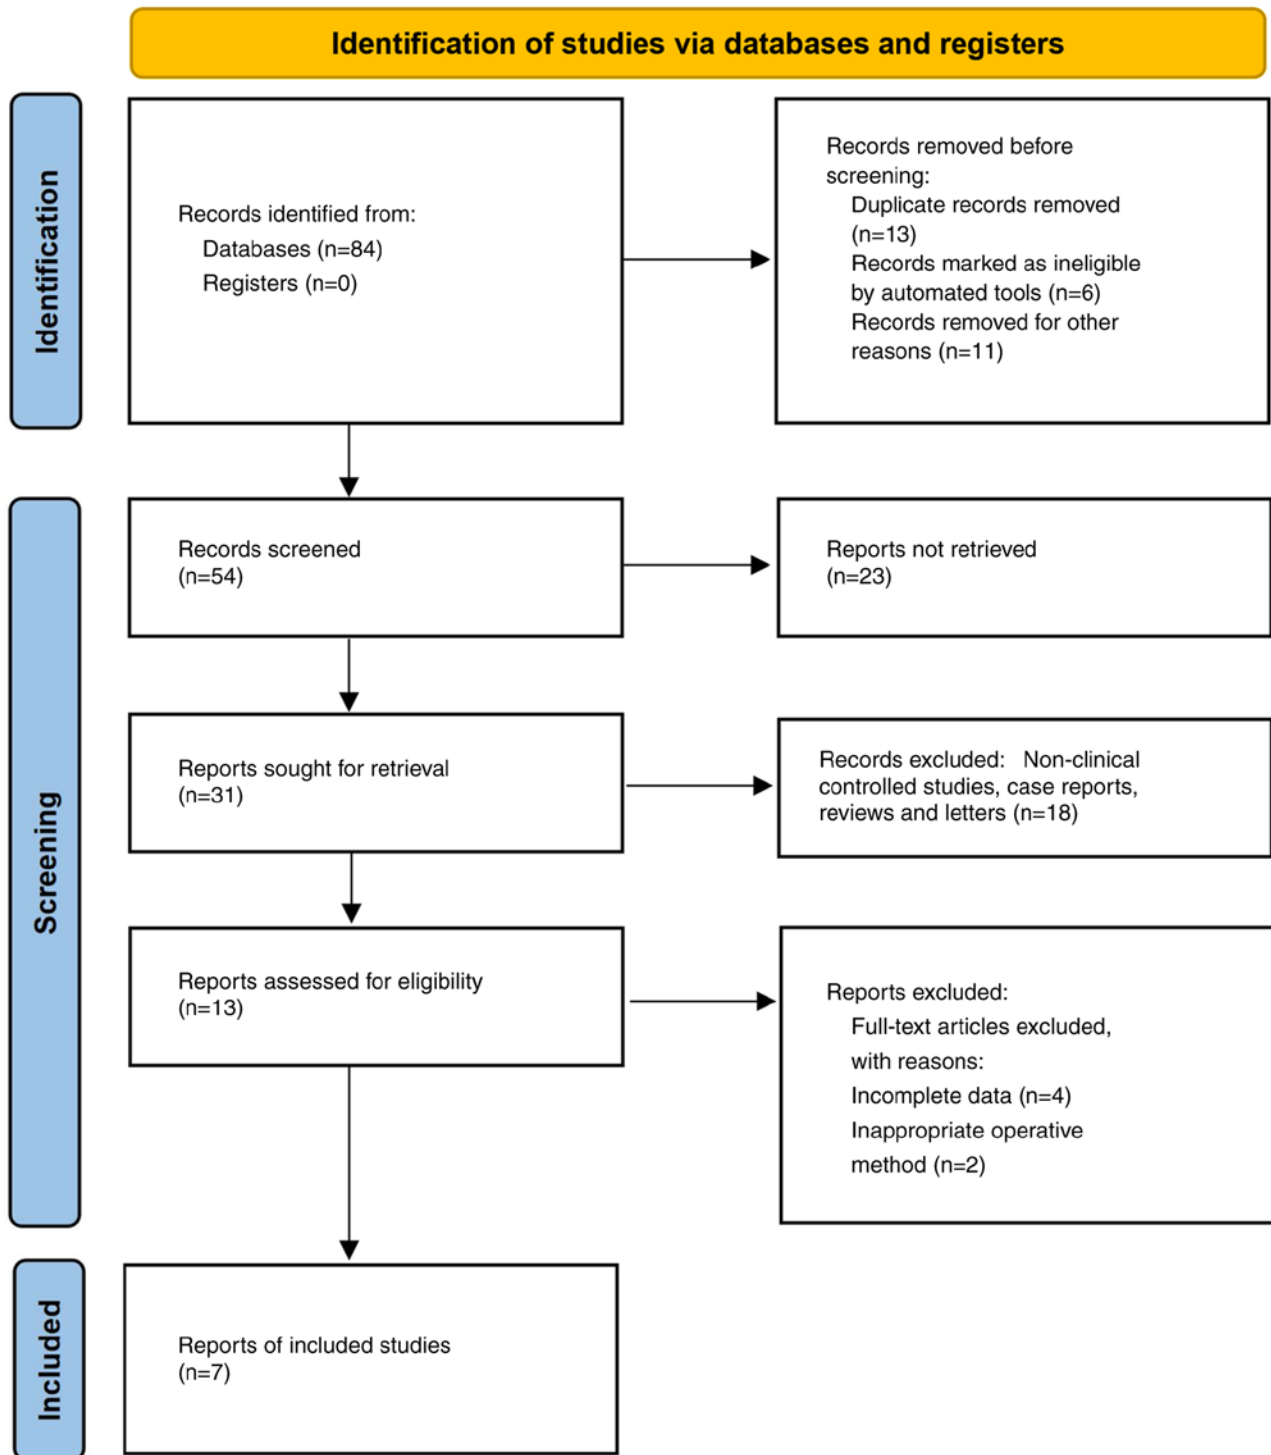 Identification of studies via databases and registers
Identification
Records identified from:
Databases (n=84)
Registers (n=0)
Records removed before
screening:
Duplicate records removed
(n=13)
Records marked as ineligible
by automated tools (n=6)
Records removed for other
reasons (n=11)
Screening
Records screened
(n=54)
Reports not retrieved
(n=23)
Reports sought for retrieval
(n=31)
Records excluded: Non-clinical
controlled studies, case reports,
reviews and letters (n=18)
Reports assessed for eligibility
(n=13)
Reports excluded:
Full-text articles excluded,
with reasons:
Incomplete data (n=4)
Inappropriate operative
method (n=2)
Included
Reports of included studies
(n=7)